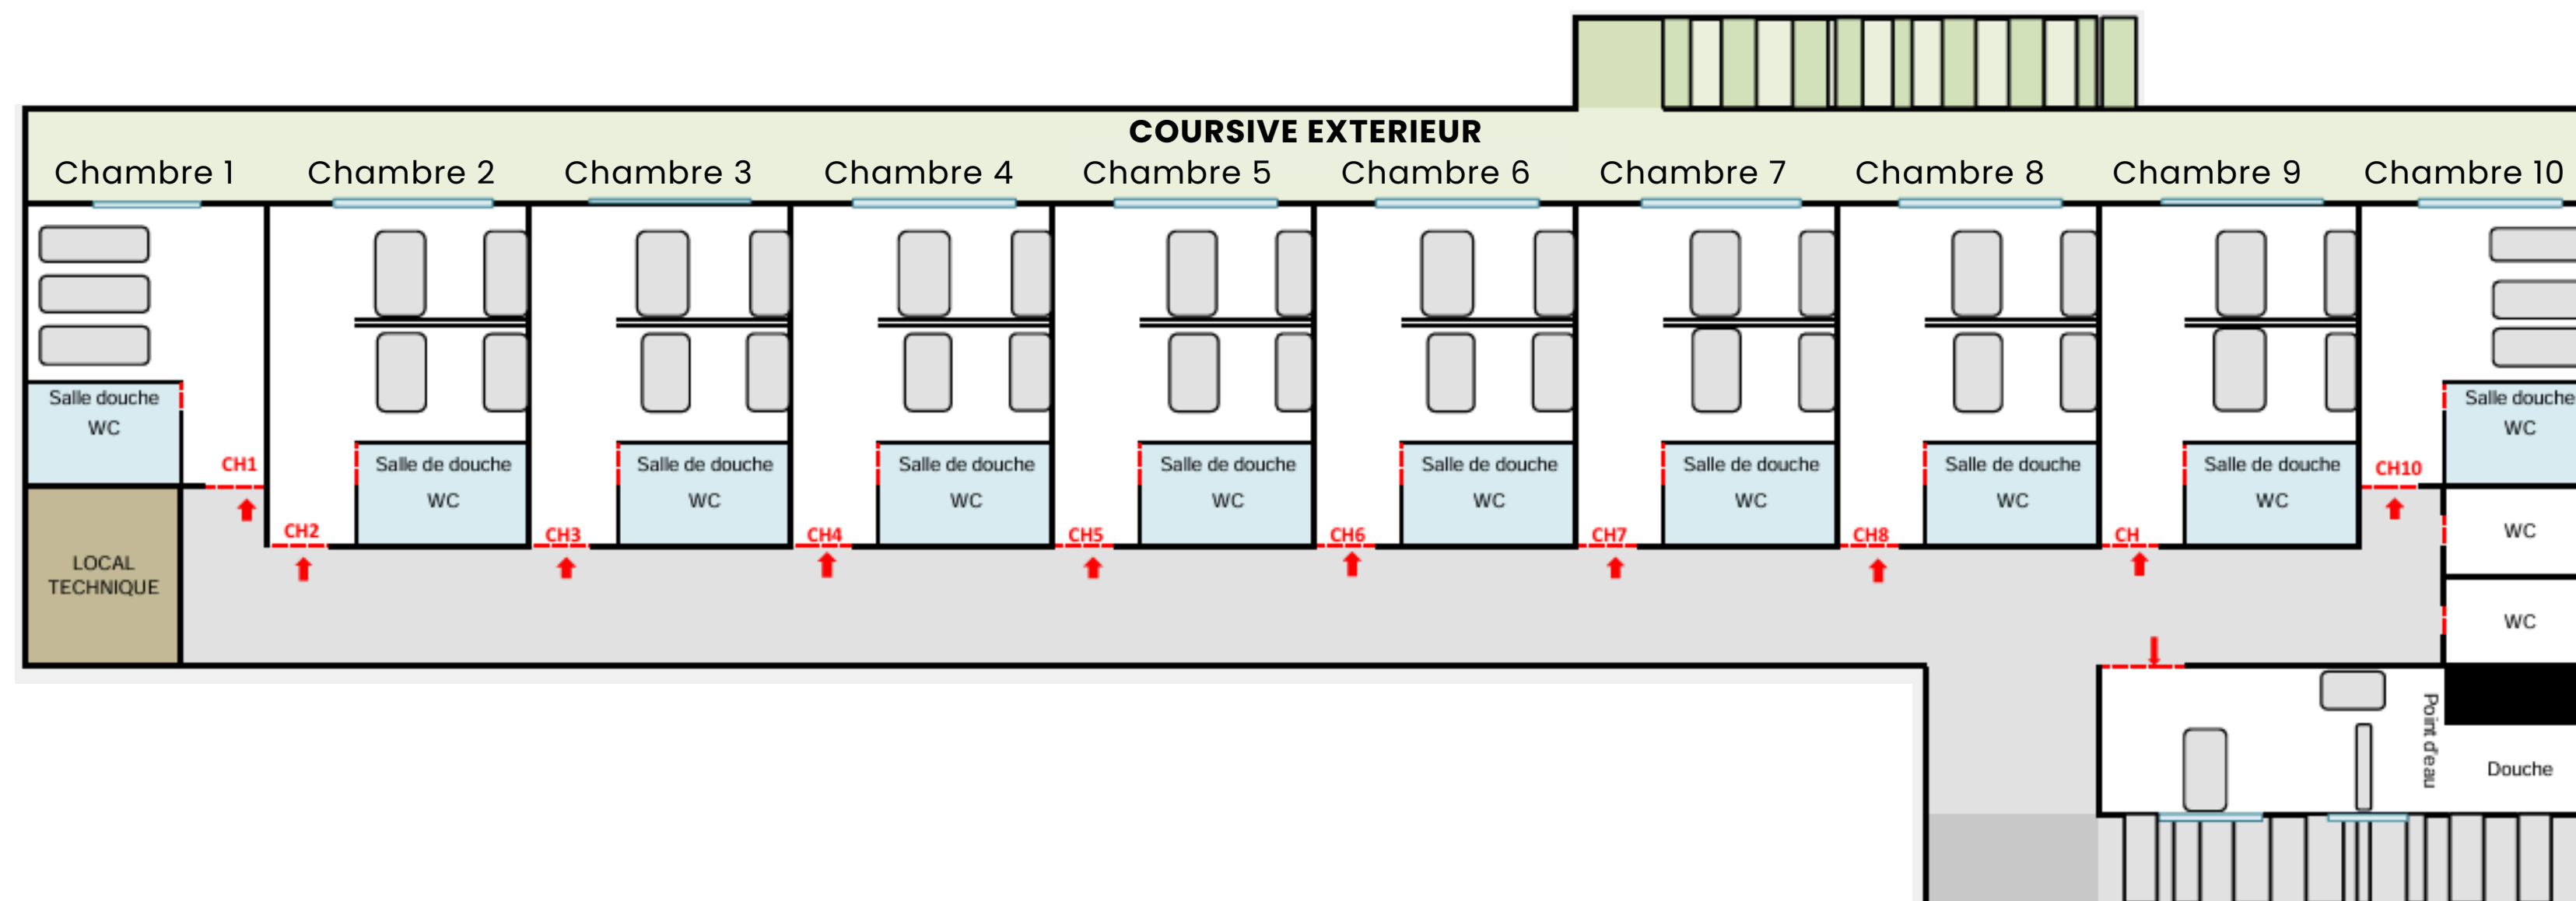 COURSIVE EXTERIEUR
Chambre 1
Chambre 2
Chambre 3
Chambre 4
Chambre 5
Chambre 6
Chambre 7
Chambre 8
Chambre 9
Chambre 10
Salle douche
WC
Salle douche
WC
CH1
Salle de douche
WC
Salle de douche
WC
Salle de douche
WC
Salle de douche
WC
Salle de douche
WC
Salle de douche
WC
Salle de douche
WC
Salle de douche
WC
CH10
CH2
CH3
CH4
CH5
CH6
CH7
CH8
CH
WC
LOCAL
TECHNIQUE
WC
Point d'eau
Douche